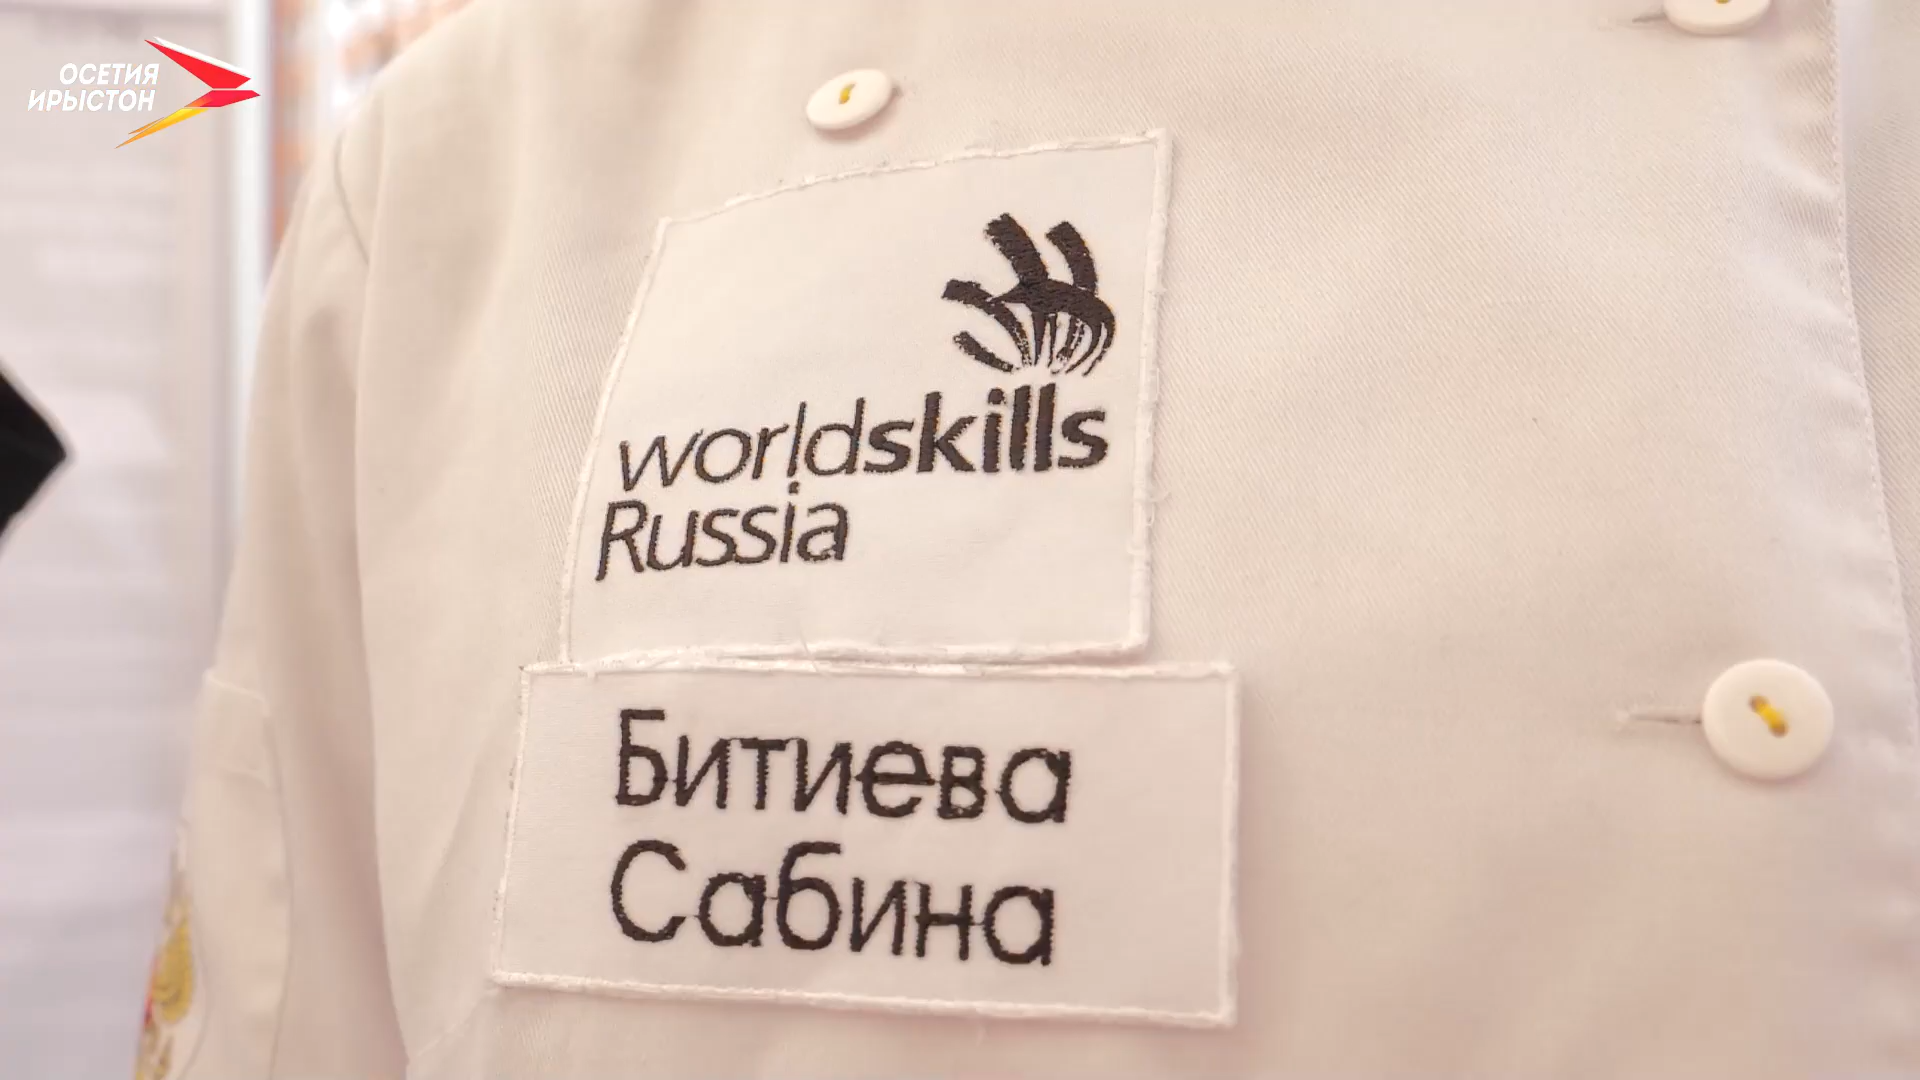 ОСЕТИЯ
ИРЫСТОН
worldskills
Russia
Битиева
Сабина